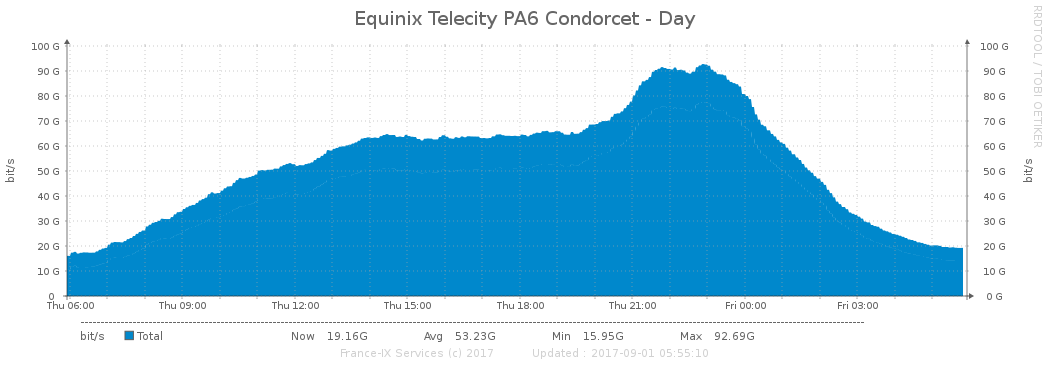 Equinix Telecity PA6 Condorcet - Day
RRDTOOL / TOBI OETIKER
100 G 100 G
90 G 90 G
80 G 80 G
70 G 70 G
60 G 60 G
50 G 50 G
40 G 40 G
30 G 30 G
20 G 20 G
10 G 10 G
0 0 G
bit/s
bit/s
Thu 06:00 Thu 09:00 Thu 12:00 Thu 15:00 Thu 18:00 Thu 21:00 Fri 00:00 Fri 03:00
bit/s Total Now 19.16G Avg 53.23G Min 15.95G Max 92.69G
France-IX Services (c) 2017 Updated : 2017-09-01 05:55:10